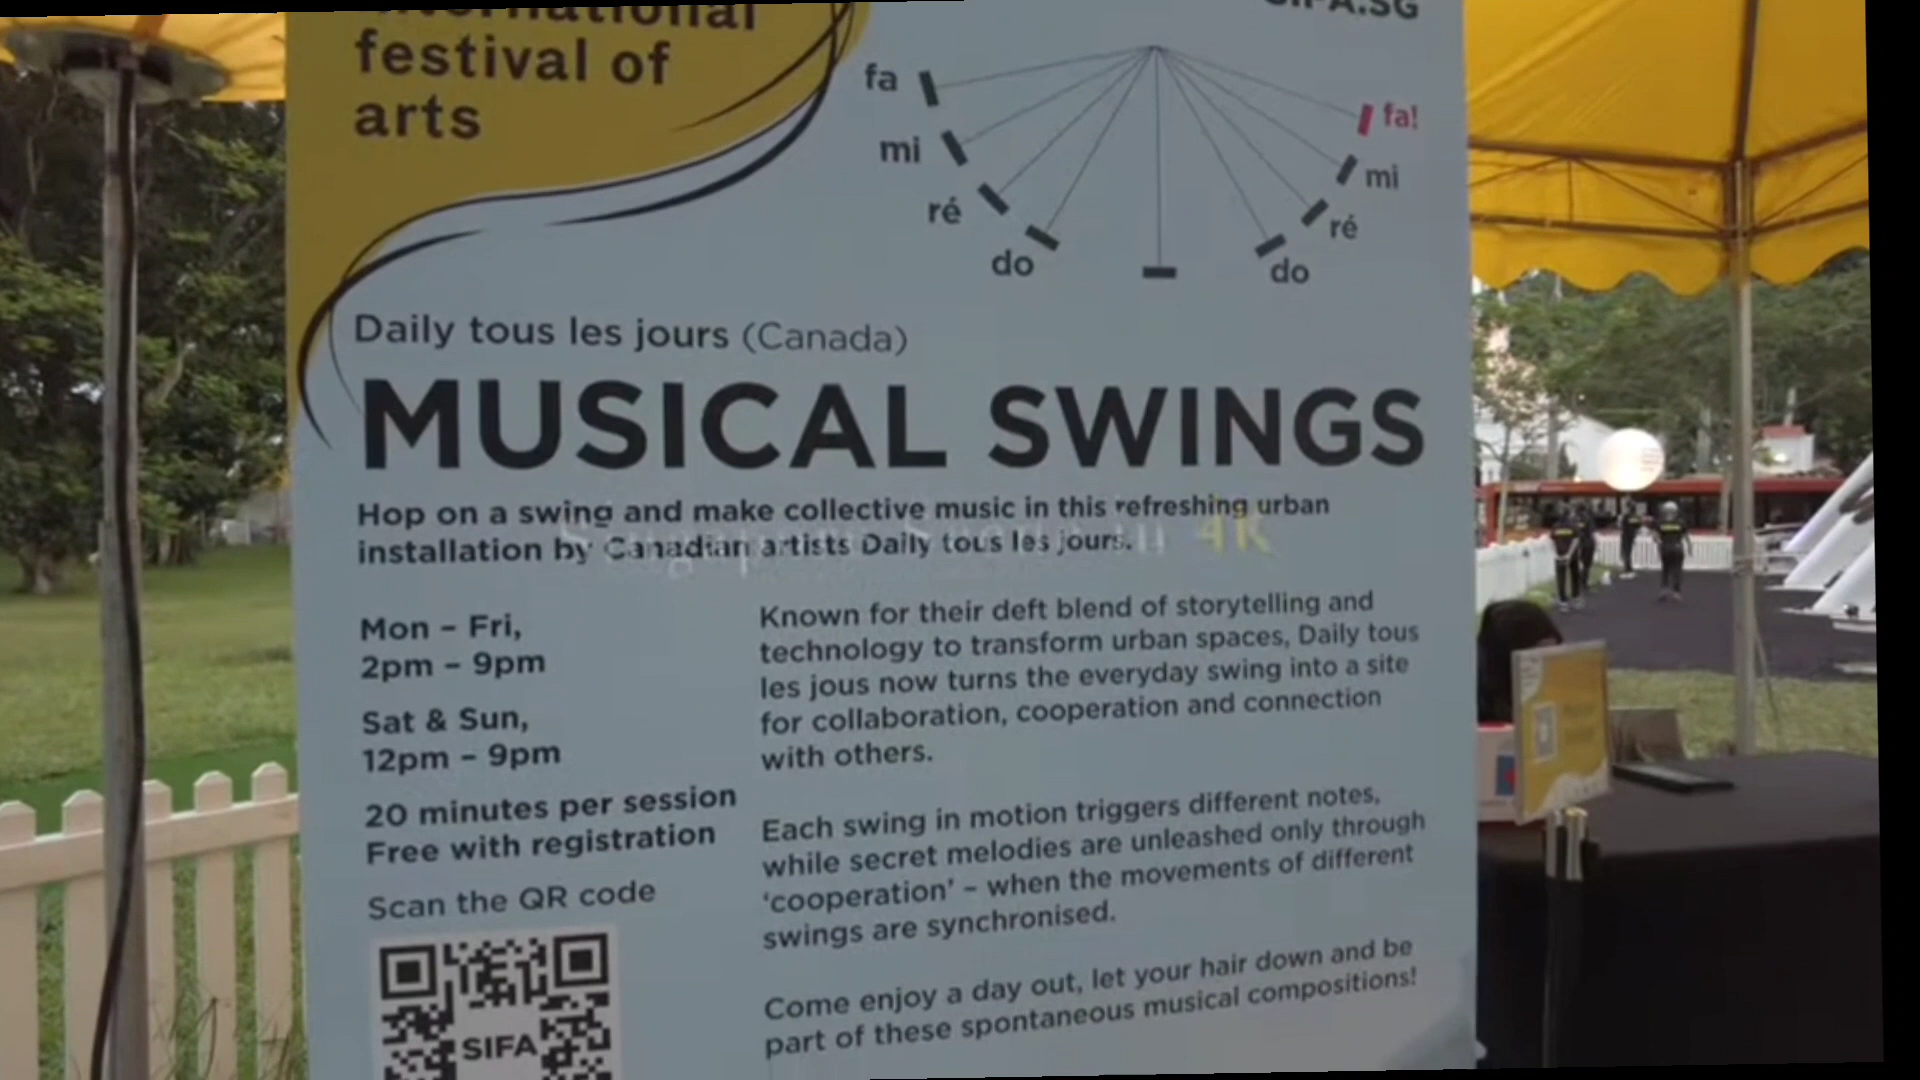 international
festival of
arts
SIFA.SG
fa
mi
ré
do
fa!
mi
ré
do
Daily tous les jours (Canada)
MUSICAL SWINGS
Hop on a swing and make collective music in this refreshing urban
installation by Canadian artists Daily tous les jours.
Mon – Fri,
2pm – 9pm
Sat & Sun,
12pm – 9pm
20 minutes per session
Free with registration
Scan the QR code
SIFA
Known for their deft blend of storytelling and
technology to transform urban spaces, Daily tous
les jous now turns the everyday swing into a site
for collaboration, cooperation and connection
with others.
Each swing in motion triggers different notes,
while secret melodies are unleashed only through
‘cooperation’ – when the movements of different
swings are synchronised.
Come enjoy a day out, let your hair down and be
part of these spontaneous musical compositions!
4K